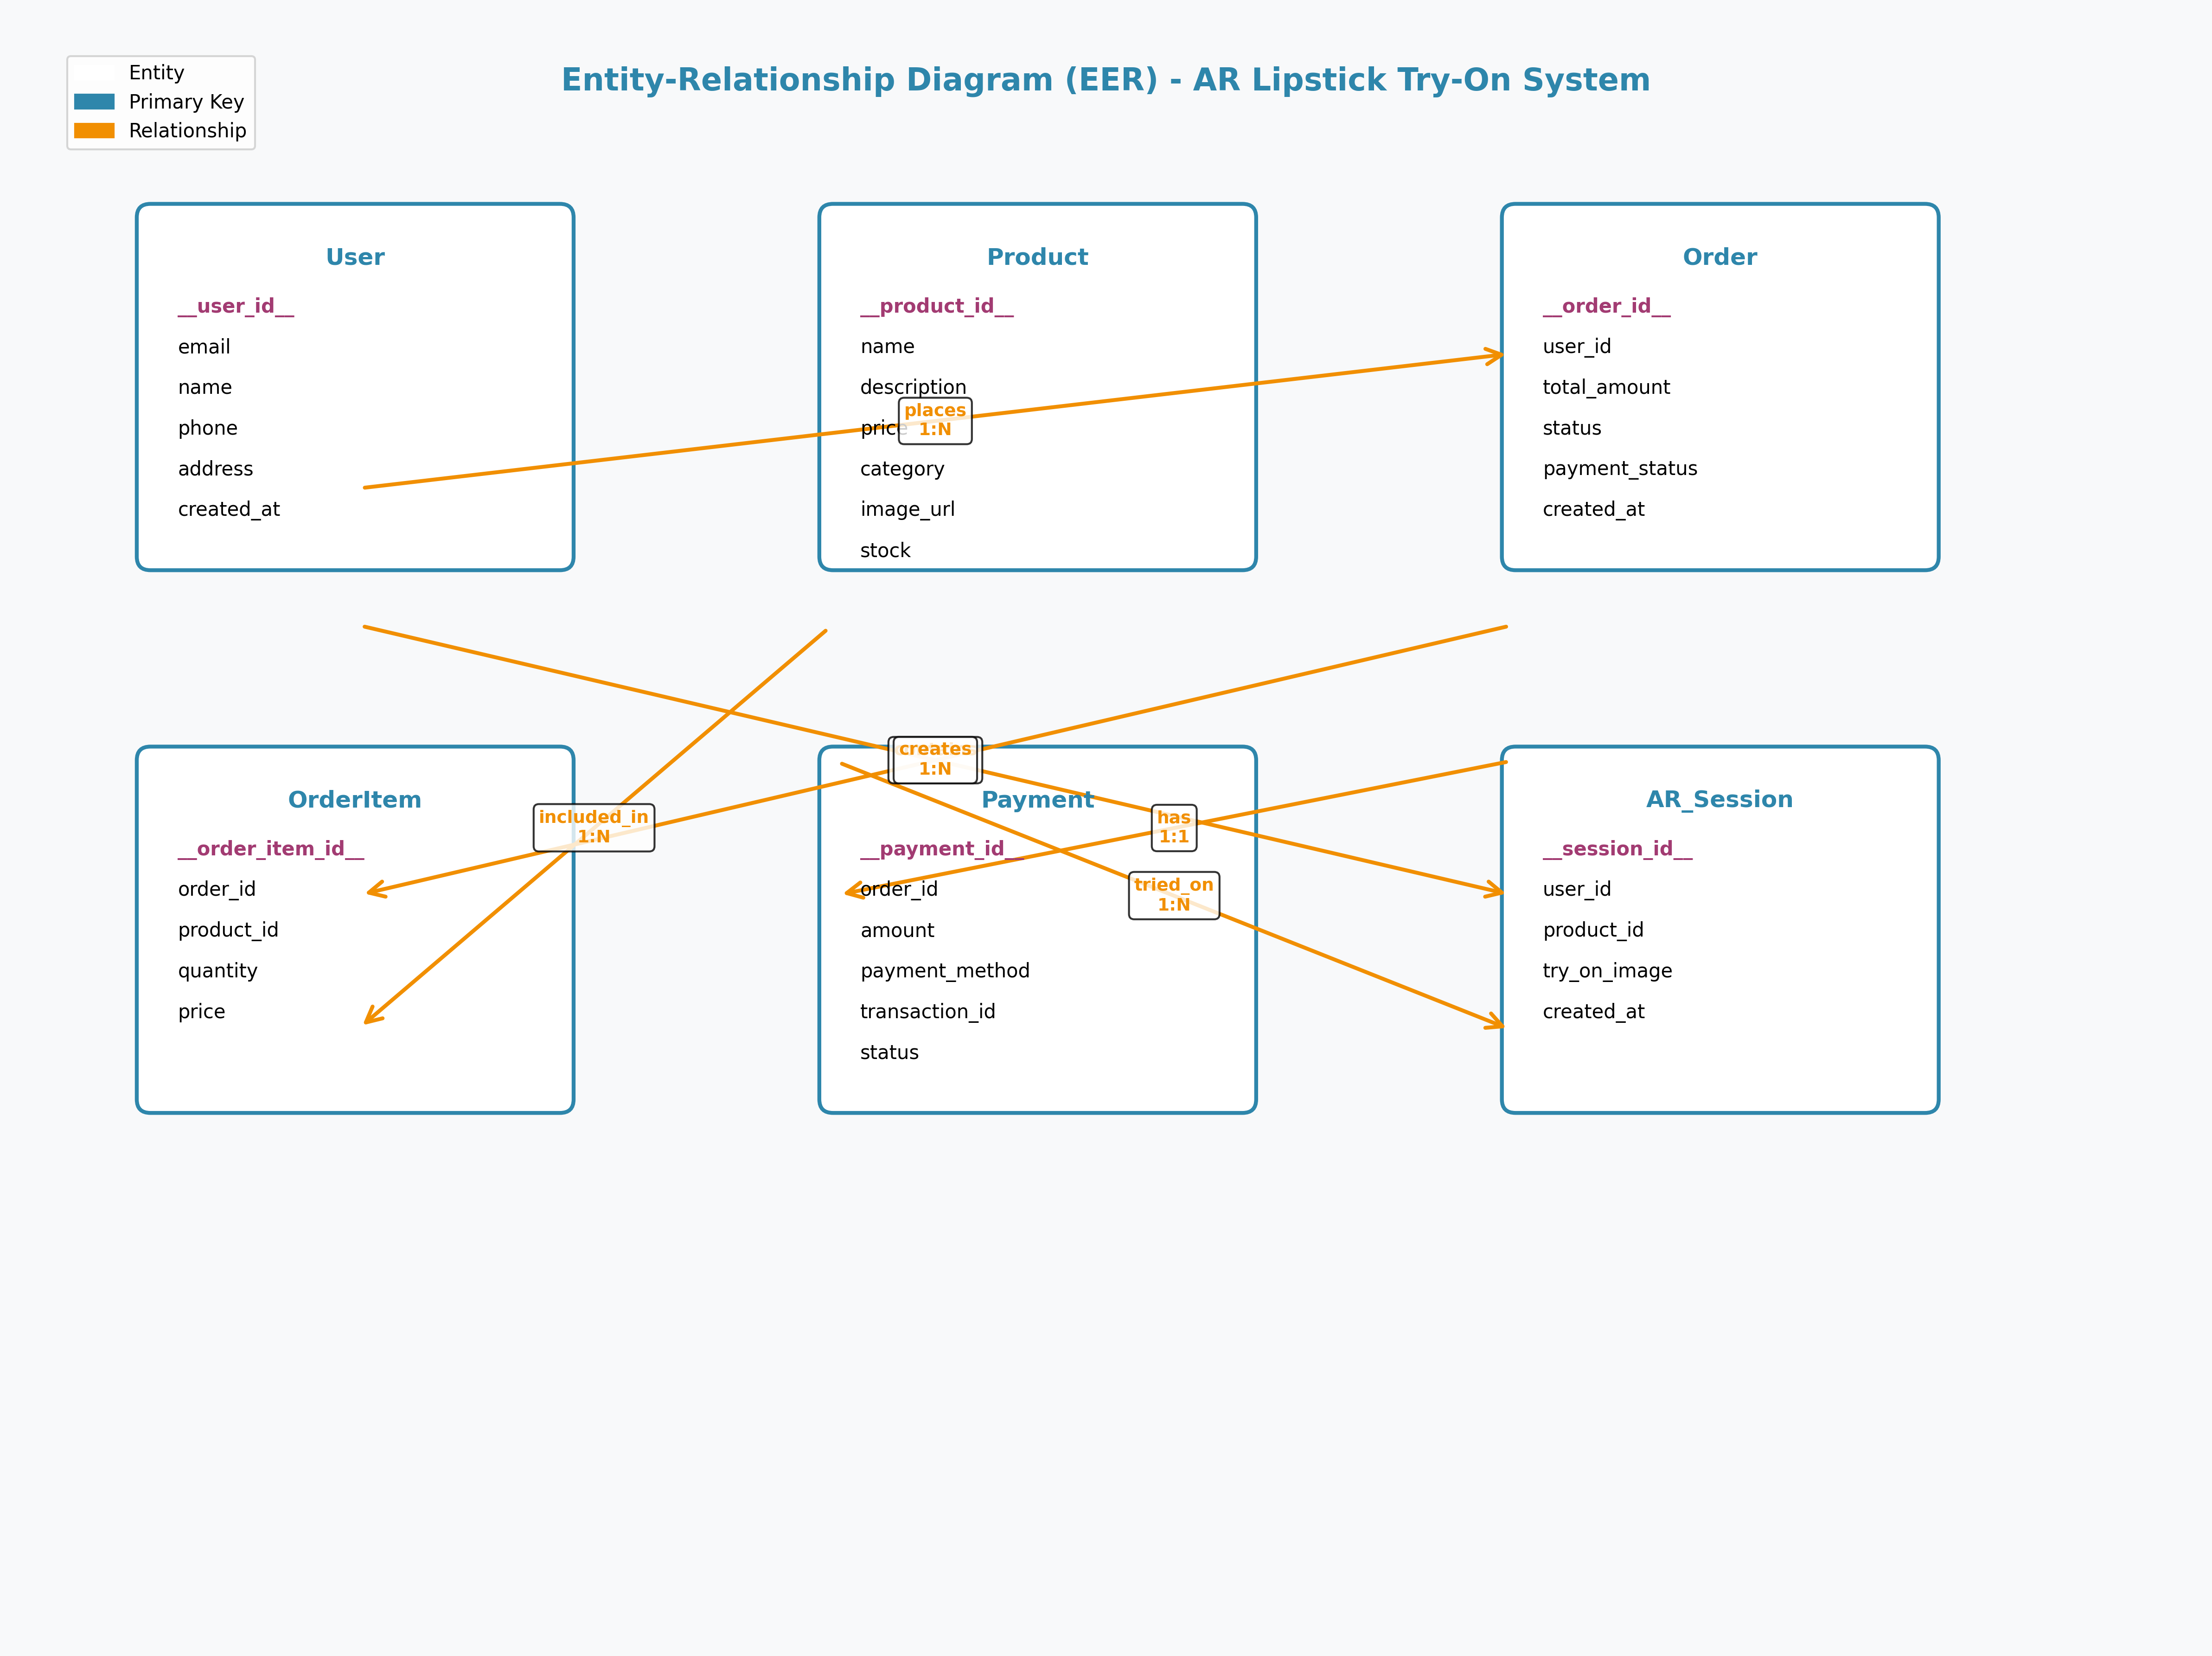 Entity
Primary Key
Relationship
Entity-Relationship Diagram (EER) - AR Lipstick Try-On System
User
__user_id__
email
name
phone
address
created_at
Product
__product_id__
name
description
price
category
image_url
stock
places
1:N
Order
__order_id__
user_id
total_amount
status
payment_status
created_at
OrderItem
__order_item_id__
order_id
product_id
quantity
price
included_in
1:N
creates
1:N
Payment
__payment_id__
order_id
amount
payment_method
transaction_id
status
has
1:1
tried_on
1:N
AR_Session
__session_id__
user_id
product_id
try_on_image
created_at